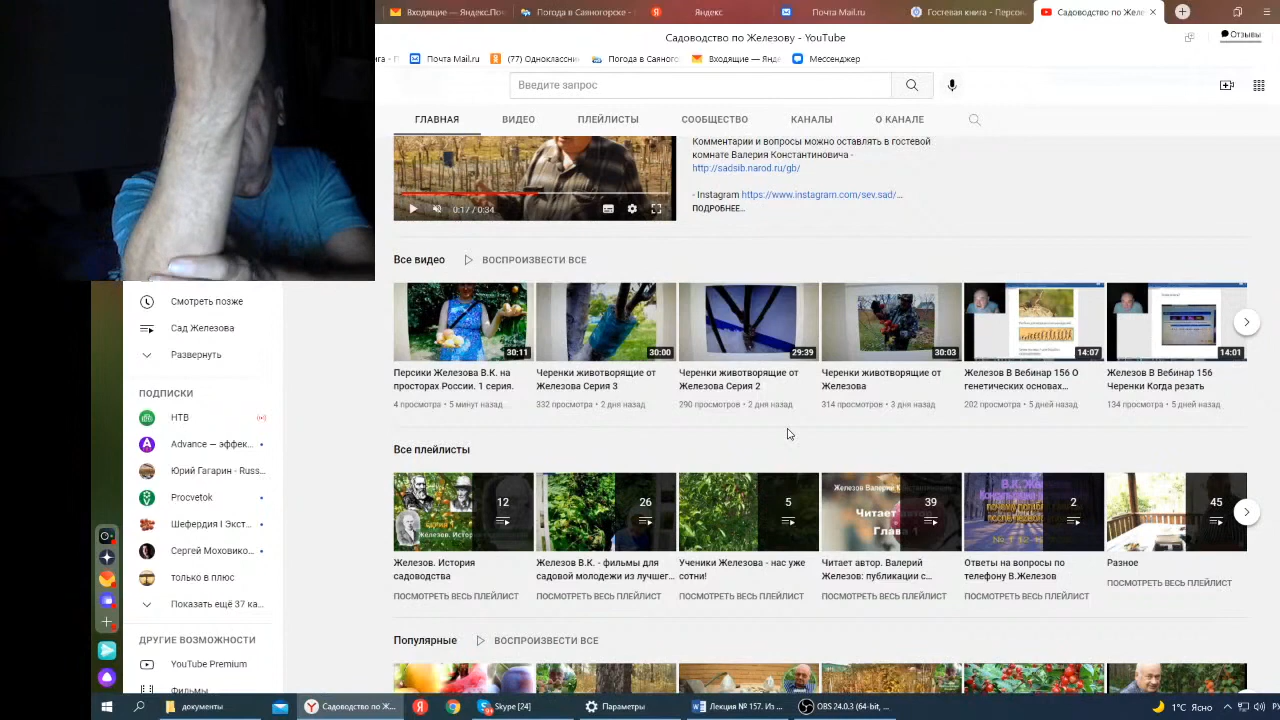 Входящие — Яндекс.По
Погода в Саяногорске -
Яндекс
Почта Mail.ru
Гостевая книга - Персон
Садоводство по Желе:
Садоводство по Железову - YouTube
Отзывы
Почта Mail.ru
(77) Одноклассни
Погода в Саяног
Входящие — Янде
Мессенджер
Введите запрос
ГЛАВНАЯ
ВИДЕО
ПЛЕЙЛИСТЫ
СООБЩЕСТВО
КАНАЛЫ
О КАНАЛЕ
Комментарии и вопросы можно оставлять в гостевой
комнате Валерия Константиновича -
http://sadsib.narod.ru/gb/
- Instagram https://www.instagram.com/sev.sad/...
ПОДРОБНЕЕ...
0:17 / 0:34
Все видео
ВОСПРОИЗВЕСТИ ВСЕ
30:11
30:00
29:39
30:03
14:07
14:01
Персики Железова В.К. на
просторах России. 1 серия.
4 просмотра • 5 минут назад
Черенки животворящие от
Железова Серия 3
332 просмотра • 2 дня назад
Черенки животворящие от
Железова Серия 2
290 просмотров • 2 дня назад
Черенки животворящие от
Железова
314 просмотров • 3 дня назад
Железов В Вебинар 156 О
генетических основах...
202 просмотра • 5 дней назад
Железов В Вебинар 156
Черенки Когда резать
134 просмотра • 5 дней назад
Все плейлисты
12
26
5
39
2
45
Железов Валерий Константинович
Читает автор
Глава 1
Железов. История
садоводства
ПОСМОТРЕТЬ ВЕСЬ ПЛЕЙЛИСТ
Железов В.К. - фильмы для
садовой молодежи из лучшег...
ПОСМОТРЕТЬ ВЕСЬ ПЛЕЙЛИСТ
Ученики Железова - нас уже
сотни!
ПОСМОТРЕТЬ ВЕСЬ ПЛЕЙЛИСТ
Читает автор. Валерий
Железов: публикации с...
ПОСМОТРЕТЬ ВЕСЬ ПЛЕЙЛИСТ
Ответы на вопросы по
телефону В.Железов
ПОСМОТРЕТЬ ВЕСЬ ПЛЕЙЛИСТ
Разное
ПОСМОТРЕТЬ ВЕСЬ ПЛЕЙЛИСТ
Популярные
ВОСПРОИЗВЕСТИ ВСЕ
Смотреть позже
Сад Железова
Развернуть
ПОДПИСКИ
НТВ
Advance — эффек...
Юрий Гагарин - Russ...
Procvetok
Шефердия I Экст...
Сергей Моховико...
только в плюс
Показать ещё 37 ка...
ДРУГИЕ ВОЗМОЖНОСТИ
YouTube Premium
Фильмы
документы
Садоводство по Ж...
Skype [24]
Параметры
Лекция № 157. Из ...
OBS 24.0.3 (64-bit, ...
1°C Ясно